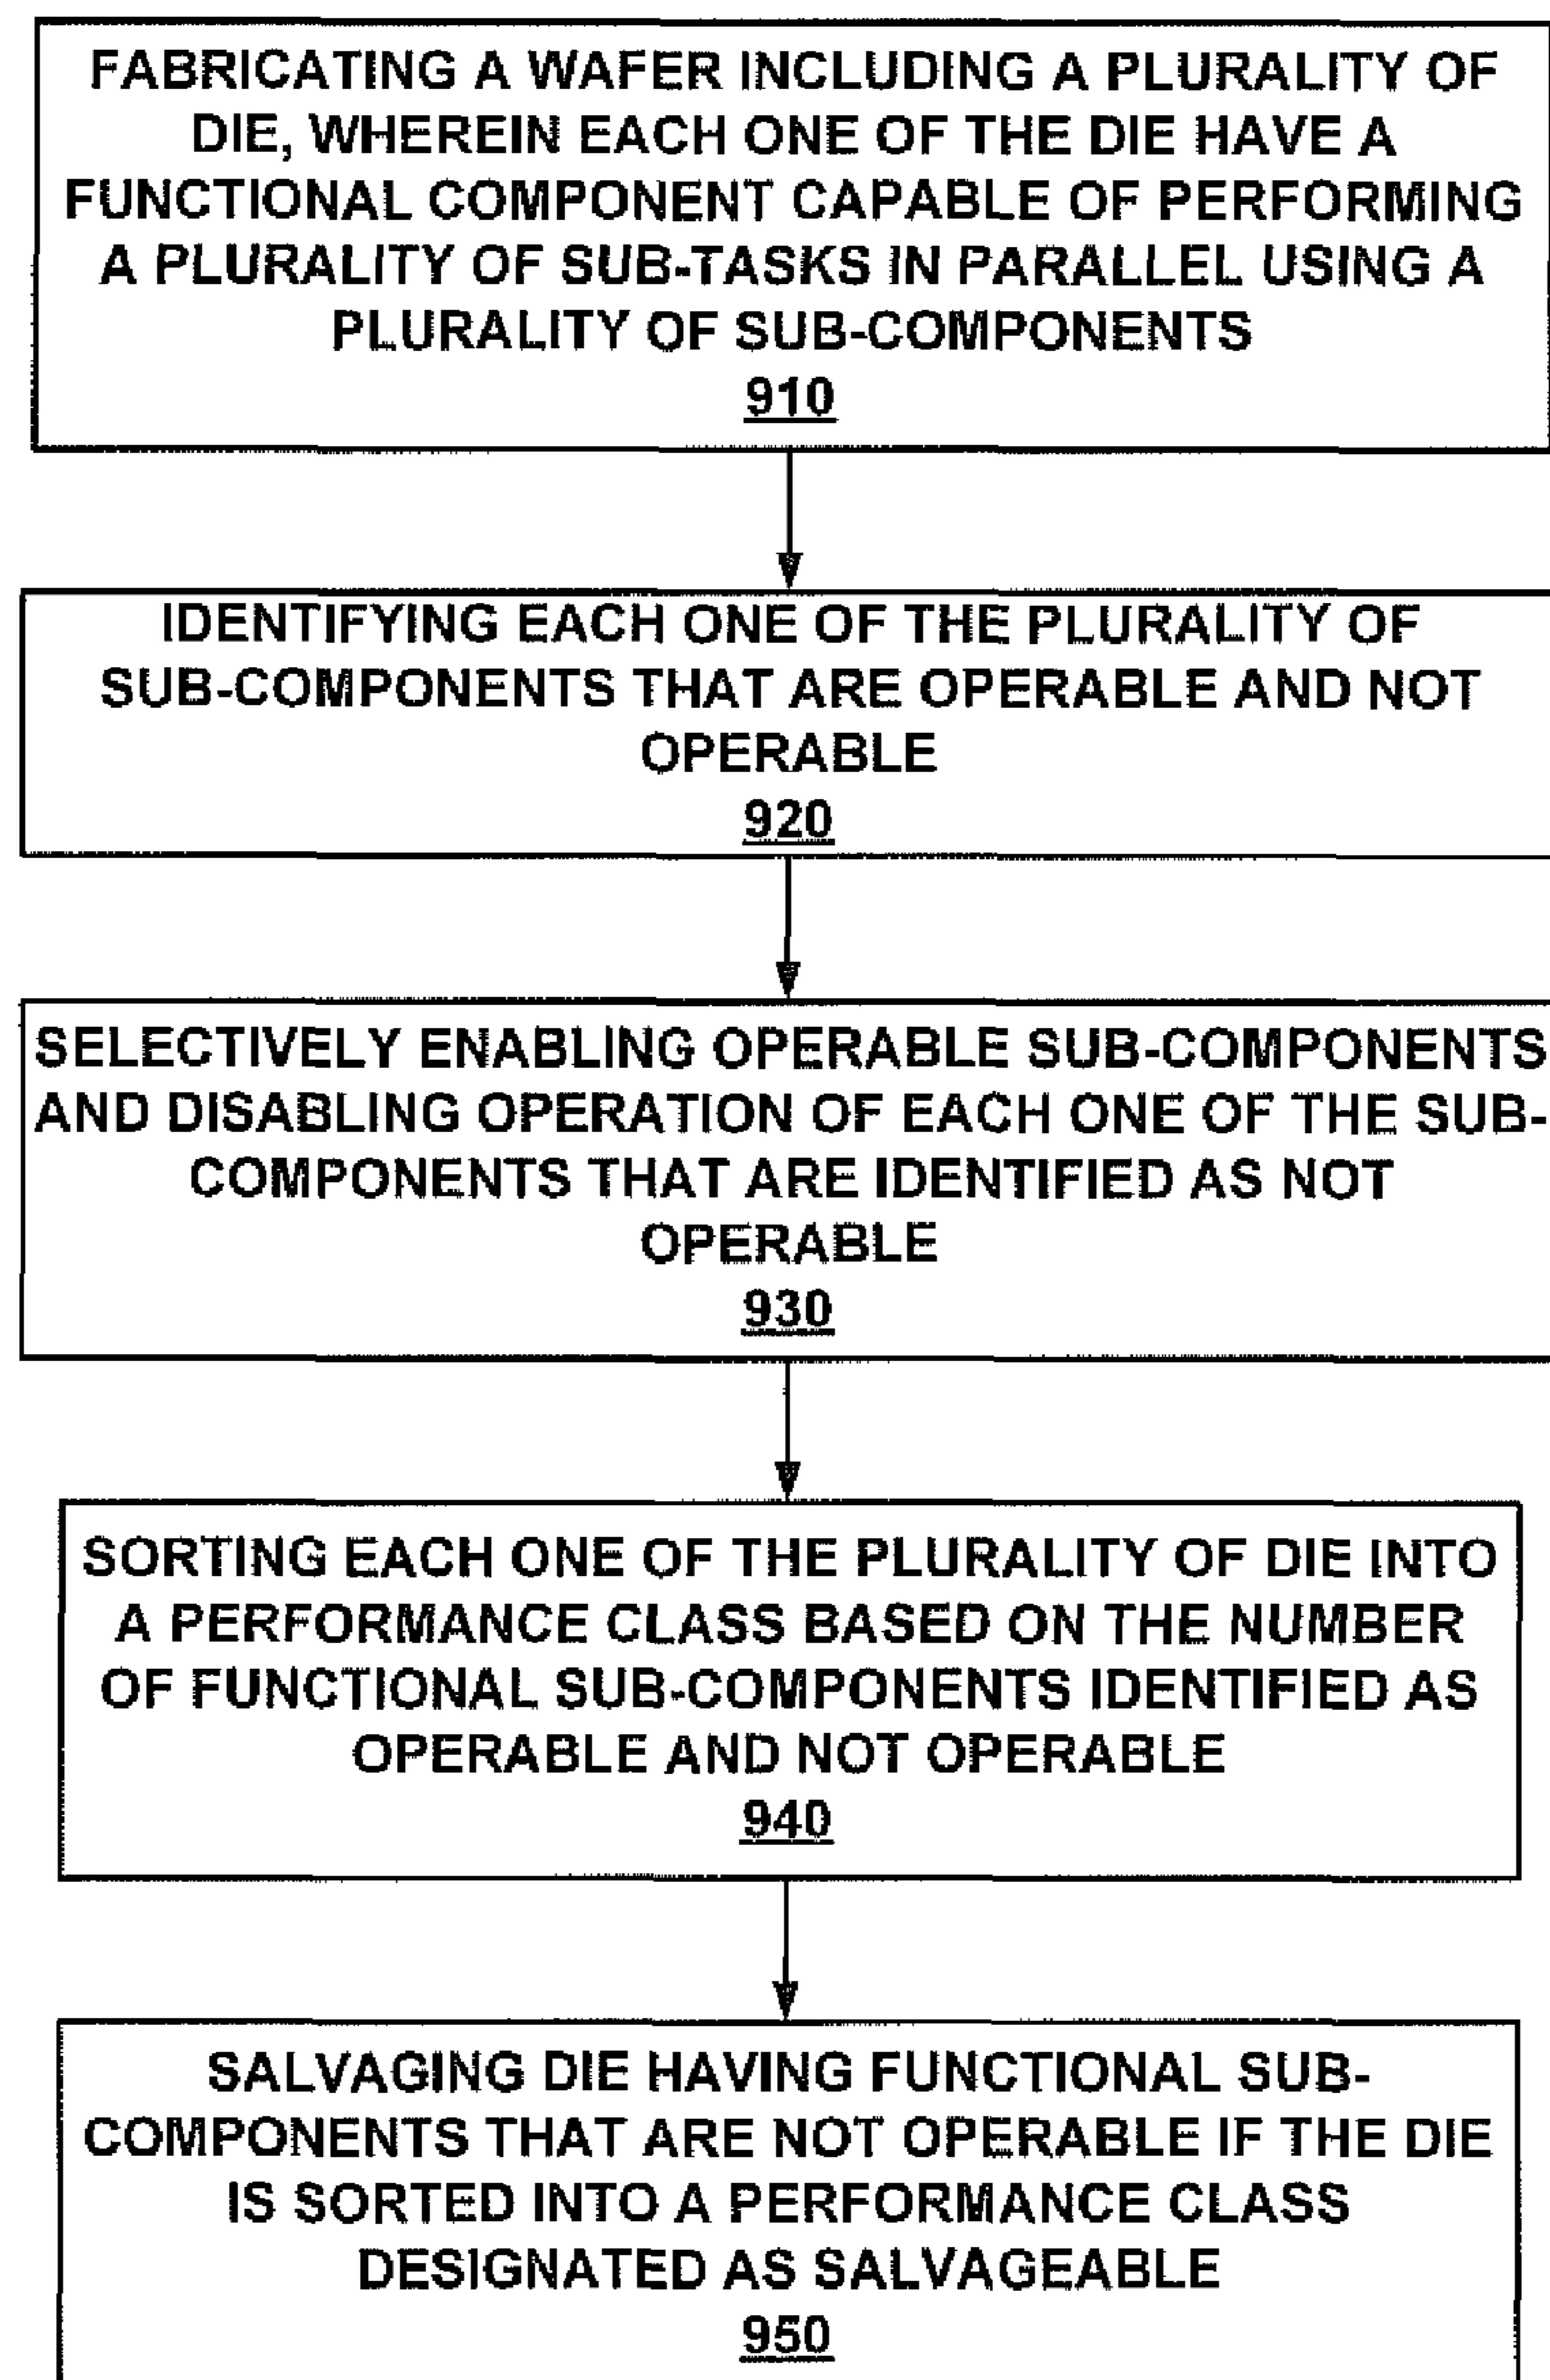 FABRICATING A WAFER INCLUDING A PLURALITY OF
DIE, WHEREIN EACH ONE OF THE DIE HAVE A
FUNCTIONAL COMPONENT CAPABLE OF PERFORMING
A PLURALITY OF SUB-TASKS IN PARALLEL USING A
PLURALITY OF SUB-COMPONENTS
910
IDENTIFYING EACH ONE OF THE PLURALITY OF
SUB-COMPONENTS THAT ARE OPERABLE AND NOT
OPERABLE
920
SELECTIVELY ENABLING OPERABLE SUB-COMPONENTS
AND DISABLING OPERATION OF EACH ONE OF THE SUB-
COMPONENTS THAT ARE IDENTIFIED AS NOT
OPERABLE
930
SORTING EACH ONE OF THE PLURALITY OF DIE INTO
A PERFORMANCE CLASS BASED ON THE NUMBER
OF FUNCTIONAL SUB-COMPONENTS IDENTIFIED AS
OPERABLE AND NOT OPERABLE
940
SALVAGING DIE HAVING FUNCTIONAL SUB-
COMPONENTS THAT ARE NOT OPERABLE IF THE DIE
IS SORTED INTO A PERFORMANCE CLASS
DESIGNATED AS SALVAGEABLE
950